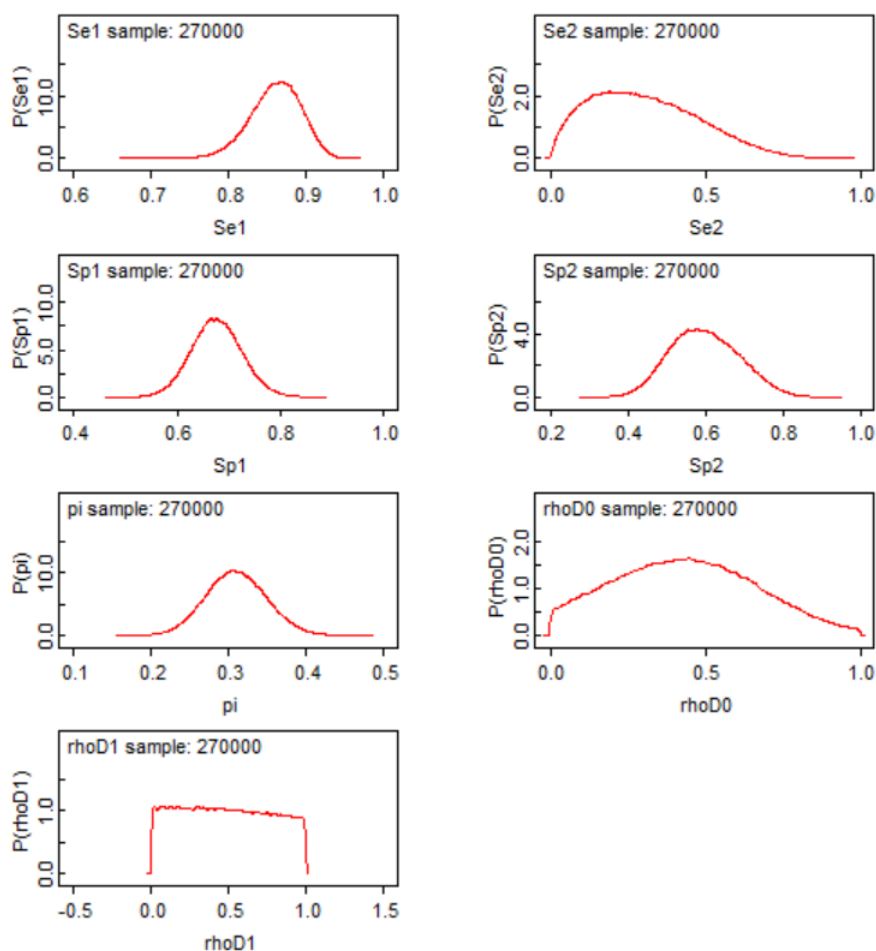 Se1 sample: 270000
P(Se1)
0.0 10.0
0.6 0.7 0.8 0.9 1.0
Se1
Se2 sample: 270000
P(Se2)
0.0 2.0
0.0 0.5 1.0
Se2
Sp1 sample: 270000
P(Sp1)
0.0 5.0 10.0
0.4 0.6 0.8 1.0
Sp1
Sp2 sample: 270000
P(Sp2)
0.0 4.0
0.2 0.4 0.6 0.8 1.0
Sp2
pi sample: 270000
P(pi)
0.0 10.0
0.1 0.2 0.3 0.4 0.5
pi
rhoD0 sample: 270000
P(rhoD0)
0.0 1.0 2.0
0.0 0.5 1.0
rhoD0
rhoD1 sample: 270000
P(rhoD1)
0.0 1.0
-0.5 0.0 0.5 1.0 1.5
rhoD1